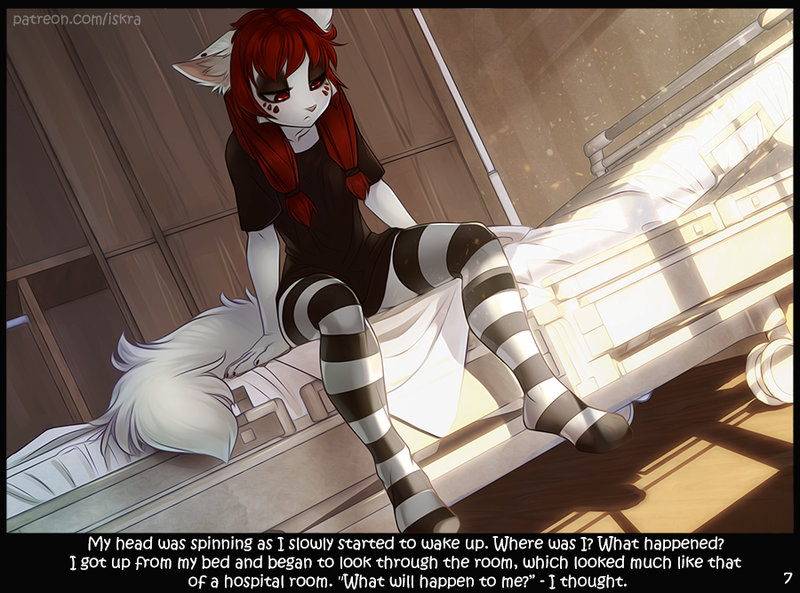 patreon.com/iskra
My head was spinning as I slowly started to wake up. Where was I? What happened?
I got up from my bed and began to look through the room, which looked much like that
of a hospital room. "What will happen to me?" - I thought.
7